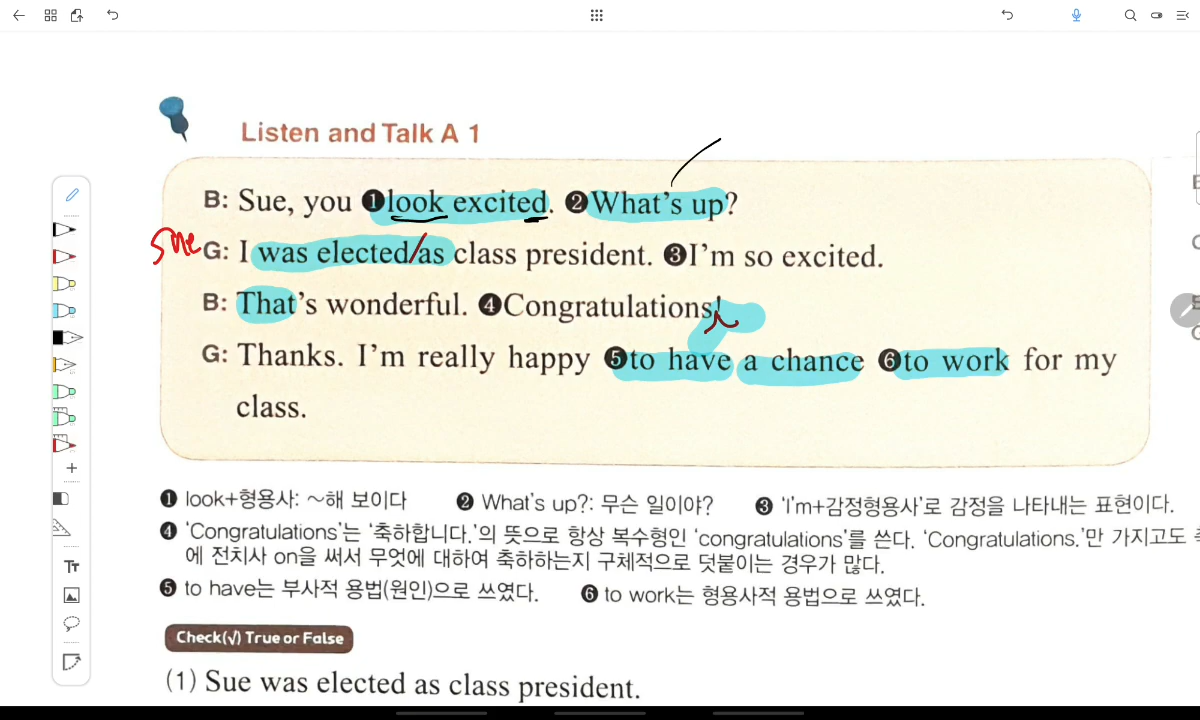 Listen and Talk A 1
B: Sue, you ❶look excited. ❷What's up?
Sue G: I was elected/as class president. ❸I'm so excited.
B: That's wonderful. ❹Congratulations!
G: Thanks. I'm really happy ❺to have a chance ❻to work for my
class.
❶ look+형용사: ~해 보이다 ❷ What's up?: 무슨 일이야? ❸ 'I'm+감정형용사'로 감정을 나타내는 표현이다.
❹ 'Congratulations'는 '축하합니다.'의 뜻으로 항상 복수형인 'congratulations'를 쓴다. 'Congratulations.'만 가지고도
에 전치사 on을 써서 무엇에 대하여 축하하는지 구체적으로 덧붙이는 경우가 많다.
❺ to have는 부사적 용법(원인)으로 쓰였다. ❻ to work는 형용사적 용법으로 쓰였다.
Check(√) True or False
(1) Sue was elected as class president.
Tт